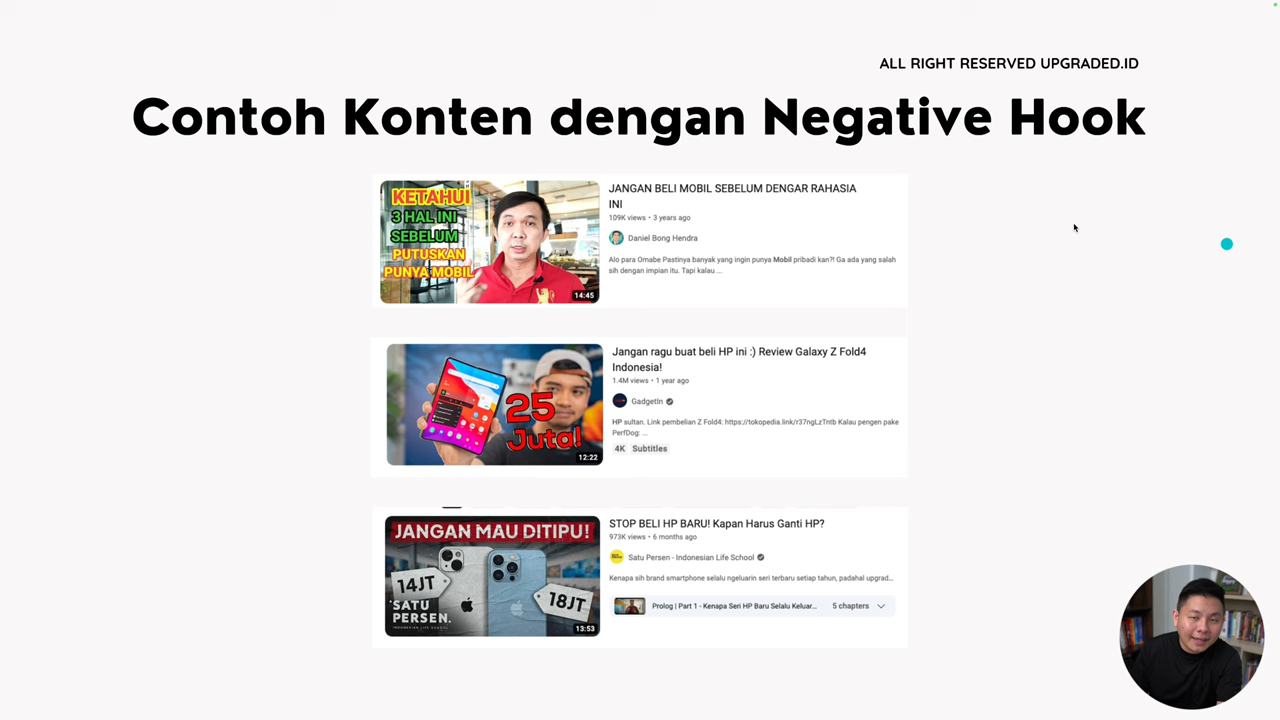 ALL RIGHT RESERVED UPGRADED.ID
Contoh Konten dengan Negative Hook
KETAHUI
3 HAL INI
SEBELUM
PUTUSKAN
PUNYA MOBIL
14:45
JANGAN BELI MOBIL SEBELUM DENGAR RAHASIA
INI
109K views • 3 years ago
Daniel Bong Hendra
Alo para Omabe Pastinya banyak yang ingin punya Mobil pribadi kan?! Ga ada yang salah
sih dengan impian itu. Tapi kalau ...
25
Juta!
12:22
Jangan ragu buat beli HP ini :) Review Galaxy Z Fold4
Indonesia!
1.4M views • 1 year ago
GadgetIn
HP sultan. Link pembelian Z Fold4: https://tokopedia.link/r37ngLzTntb Kalau pengen pake
PerfDog: ...
4K Subtitles
JANGAN MAU DITIPU!
14JT
18JT
SATU
PERSEN.
INDONESIAN LIFE SCHOOL
13:53
STOP BELI HP BARU! Kapan Harus Ganti HP?
973K views • 6 months ago
Satu Persen - Indonesian Life School
Kenapa sih brand smartphone selalu ngeluarin seri terbaru setiap tahun, padahal upgrad...
Prolog | Part 1 - Kenapa Seri HP Baru Selalu Keluar...
5 chapters